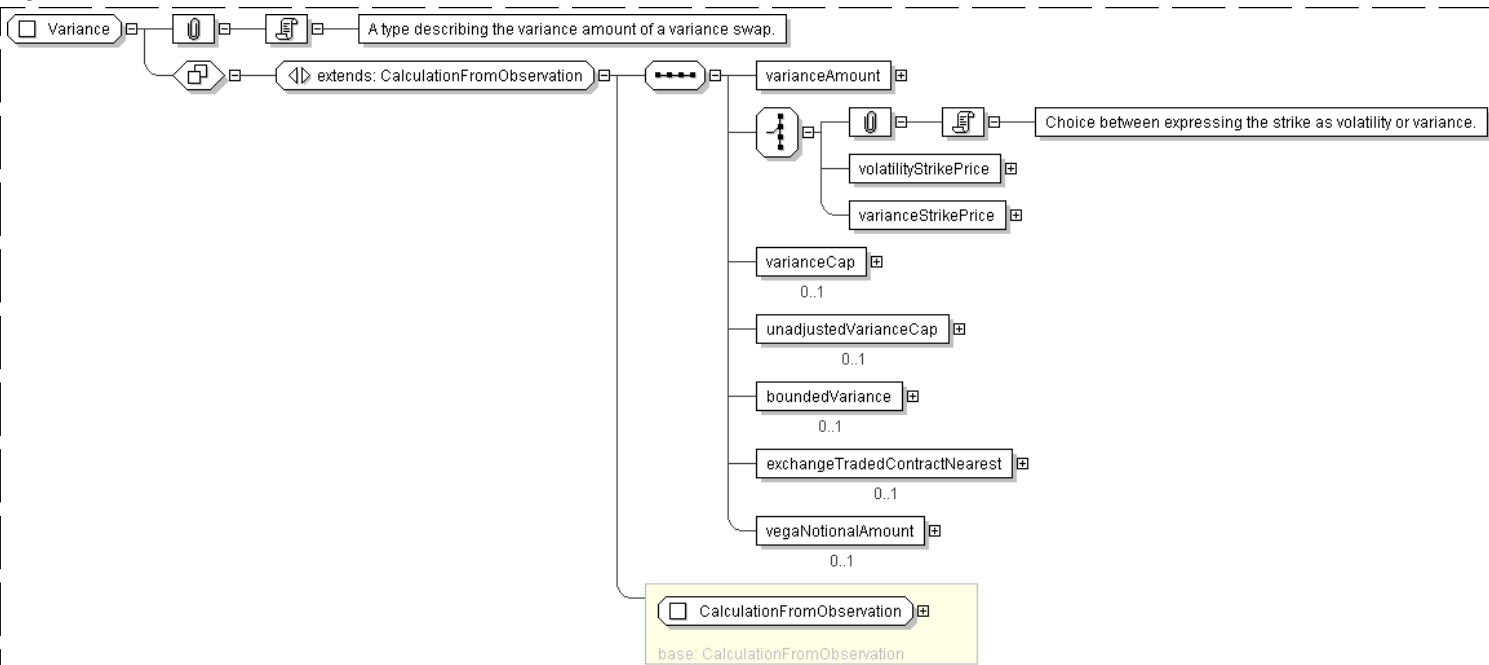 Variance
A type describing the variance amount of a variance swap.
extends: CalculationFromObservation
varianceAmount
Choice between expressing the strike as volatility or variance.
volatilityStrikePrice
varianceStrikePrice
varianceCap
0..1
unadjustedVarianceCap
0..1
boundedVariance
0..1
exchangeTradedContractNearest
0..1
vegaNotionalAmount
0..1
CalculationFromObservation
base: CalculationFromObservation